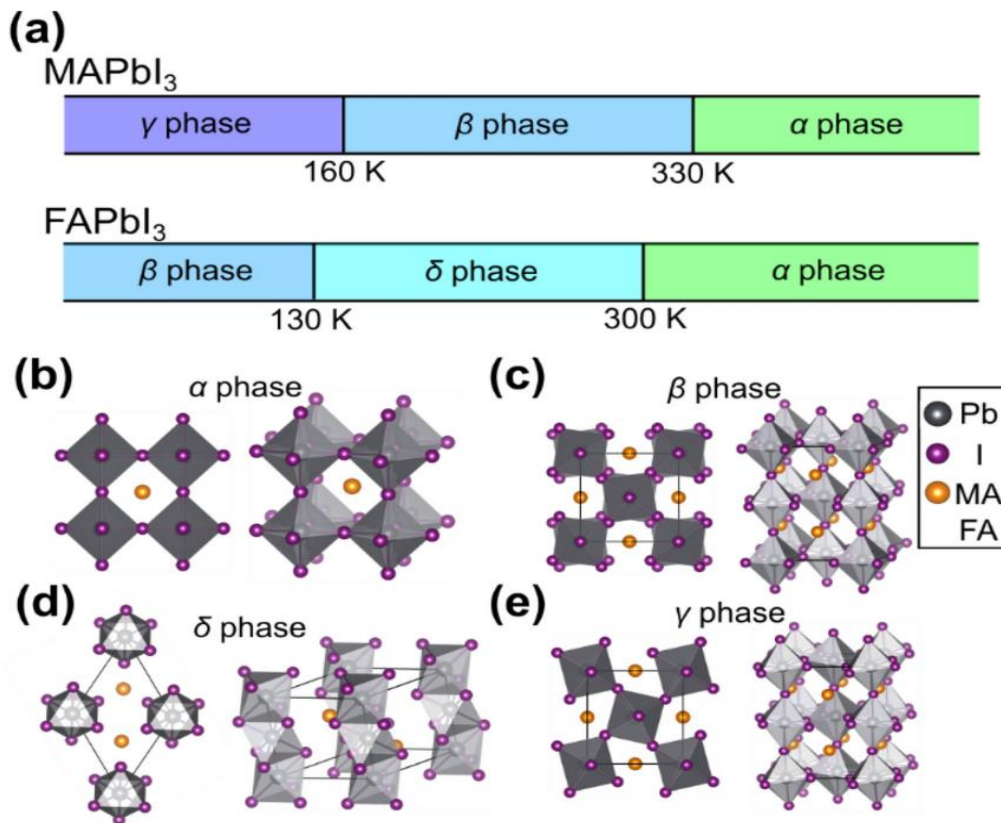 (a)
MAPbI₃
γ phase β phase α phase
160 K 330 K
FAPbI₃
β phase δ phase α phase
130 K 300 K
(b) α phase
(c) β phase
Pb
I
MA
FA
(d) δ phase
(e) γ phase